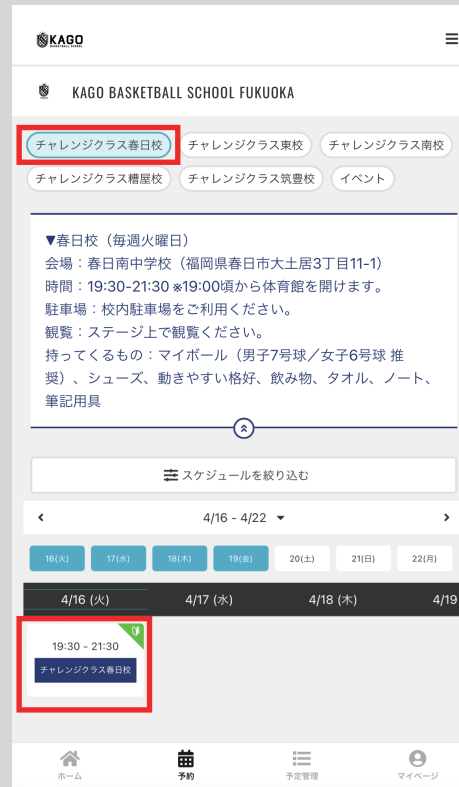 KAGO
KAGO BASKETBALL SCHOOL FUKUOKA
チャレンジクラス春日校 チャレンジクラス東校 チャレンジクラス南校
チャレンジクラス糟屋校 チャレンジクラス筑豊校 イベント
▼春日校（毎週火曜日）
会場：春日南中学校（福岡県春日市大土居3丁目11-1）
時間：19:30-21:30 ※19:00頃から体育館を開けます。
駐車場：校内駐車場をご利用ください。
観覧：ステージ上で観覧ください。
持ってくるもの：マイボール（男子7号球／女子6号球 推
奨）、シューズ、動きやすい格好、飲み物、タオル、ノート、
筆記用具
スケジュールを絞り込む
4/16 - 4/22
16(火) 17(水) 18(木) 19(金) 20(土) 21(日) 22(月)
4/16 (火) 4/17 (水) 4/18 (木) 4/19
19:30 - 21:30
チャレンジクラス春日校
ホーム 予約 予定管理 マイページ